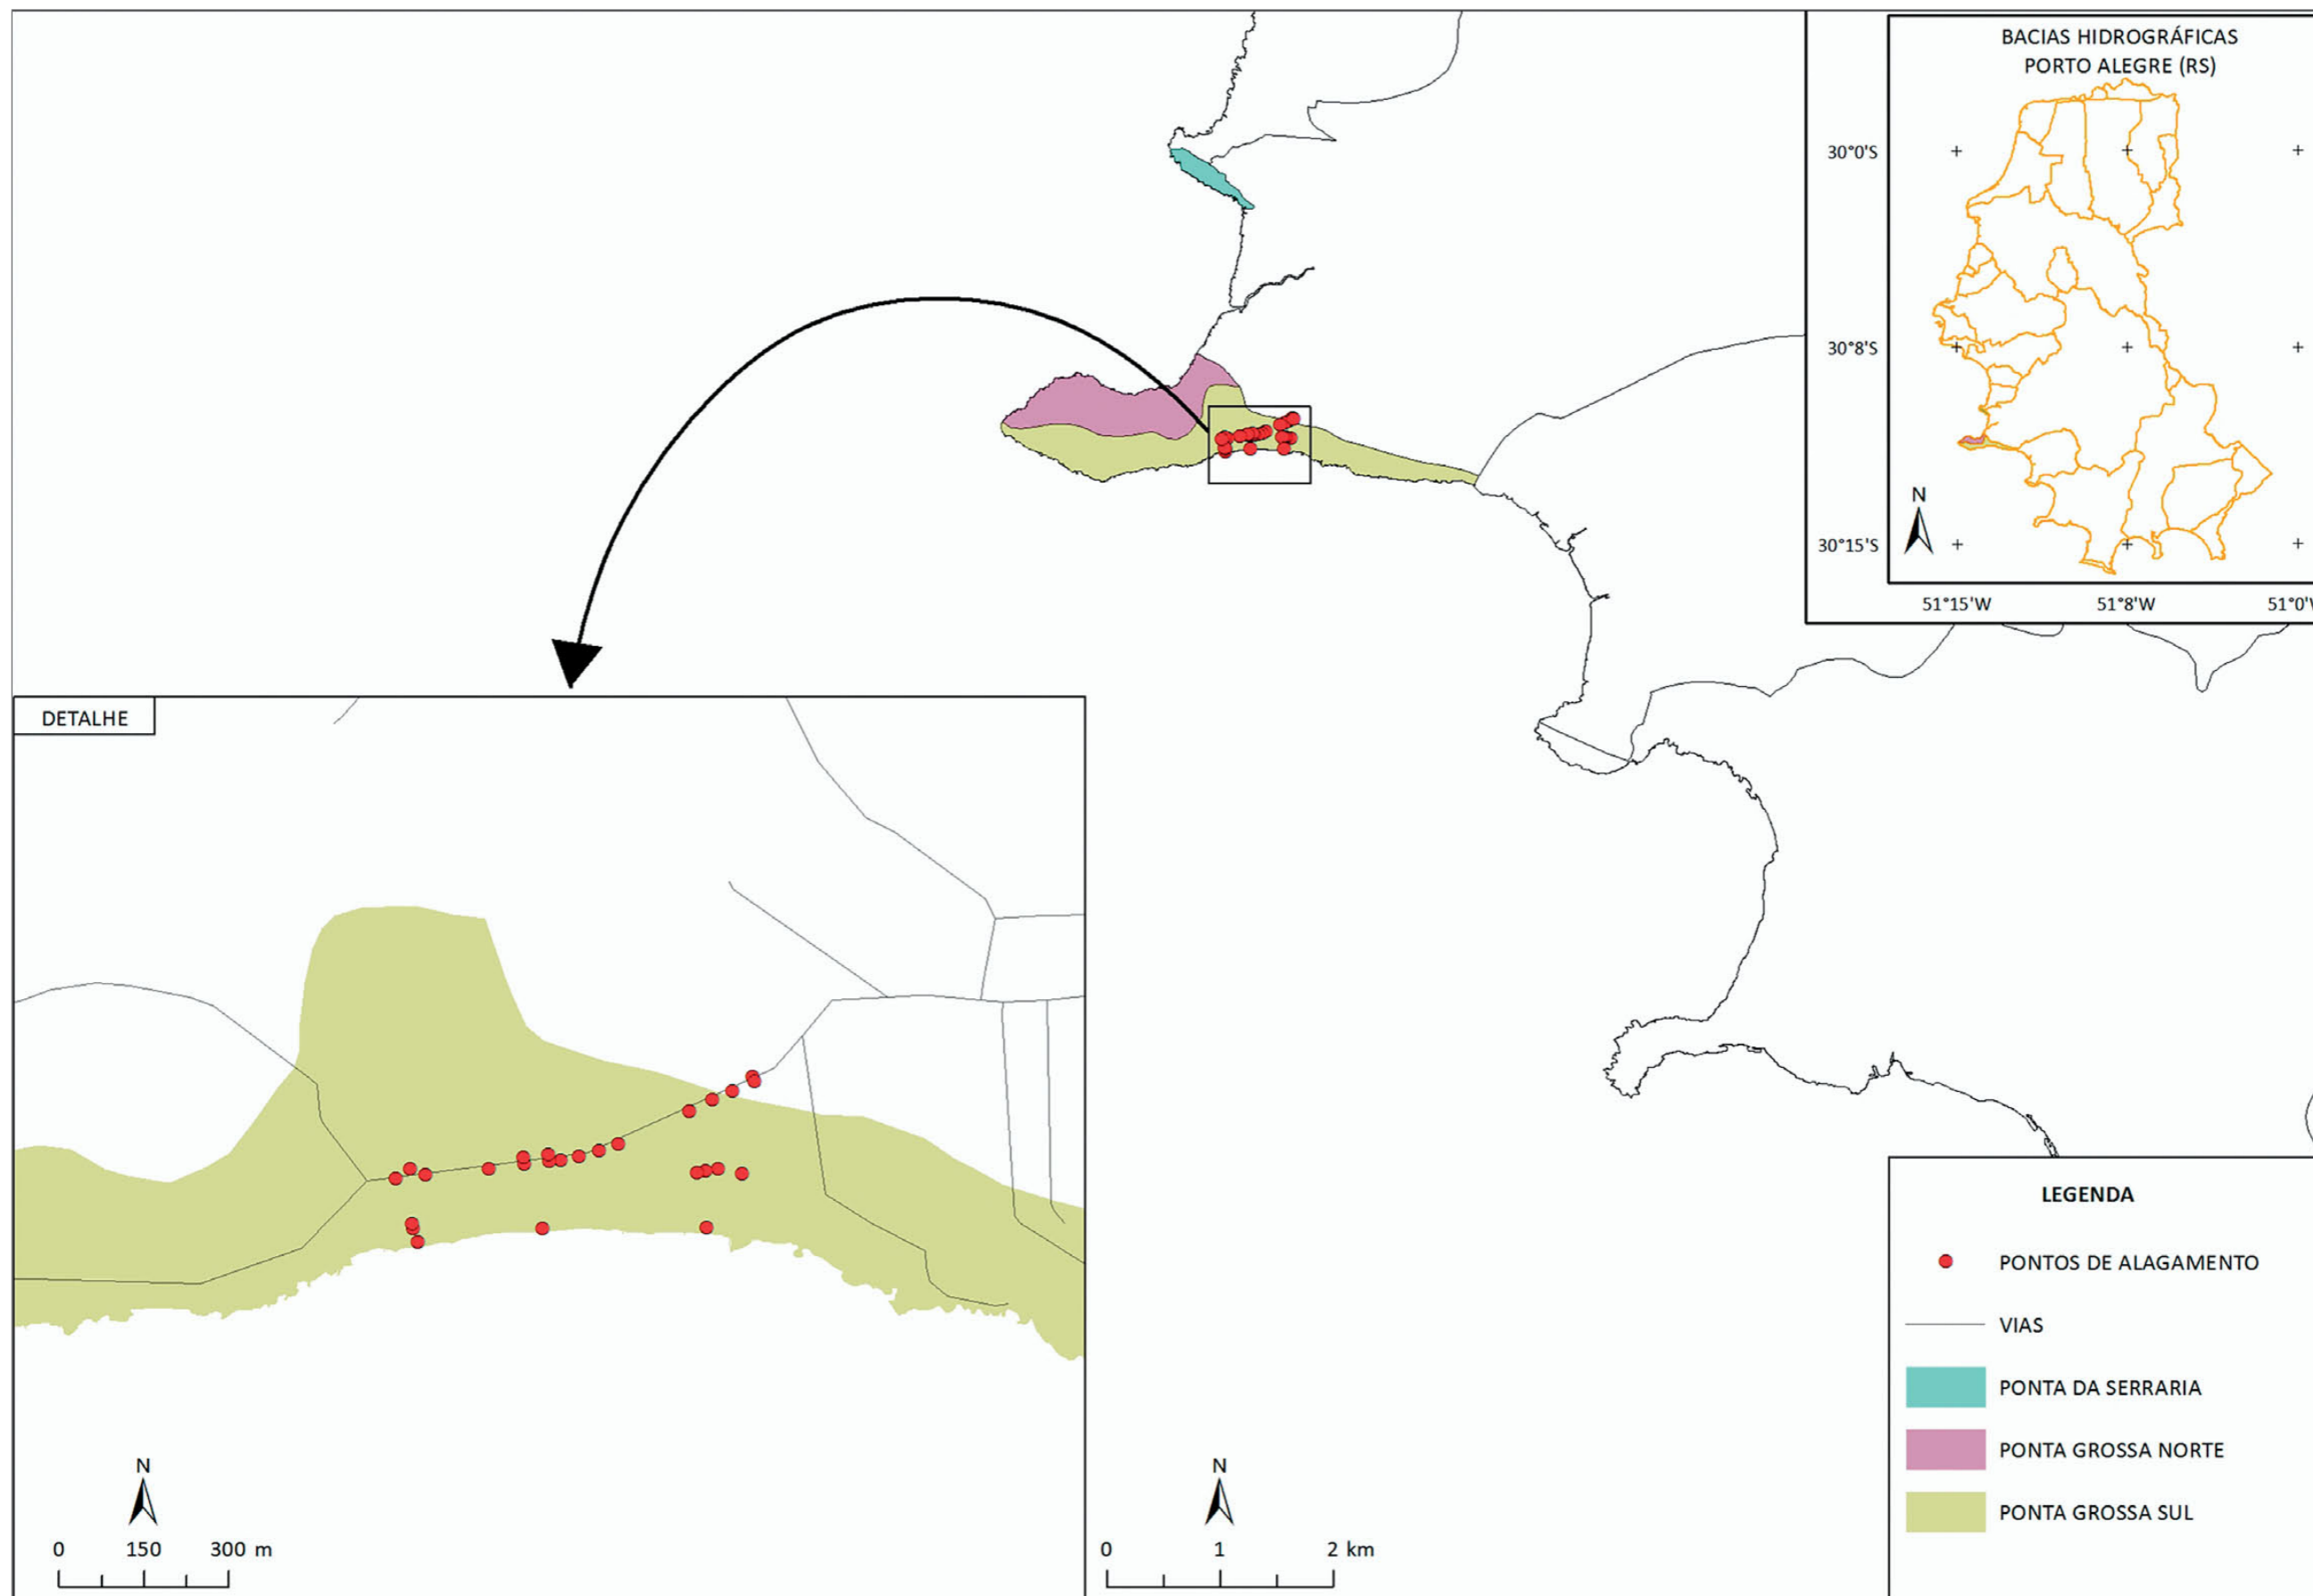 BACIAS HIDROGRÁFICAS
PORTO ALEGRE (RS)
30°0'S
30°8'S
30°15'S
N
51°15'W
51°8'W
51°0'
DETALHE
N
0 150 300 m
N
0 1 2 km
LEGENDA
PONTOS DE ALAGAMENTO
VIAS
PONTA DA SERRARIA
PONTA GROSSA NORTE
PONTA GROSSA SUL